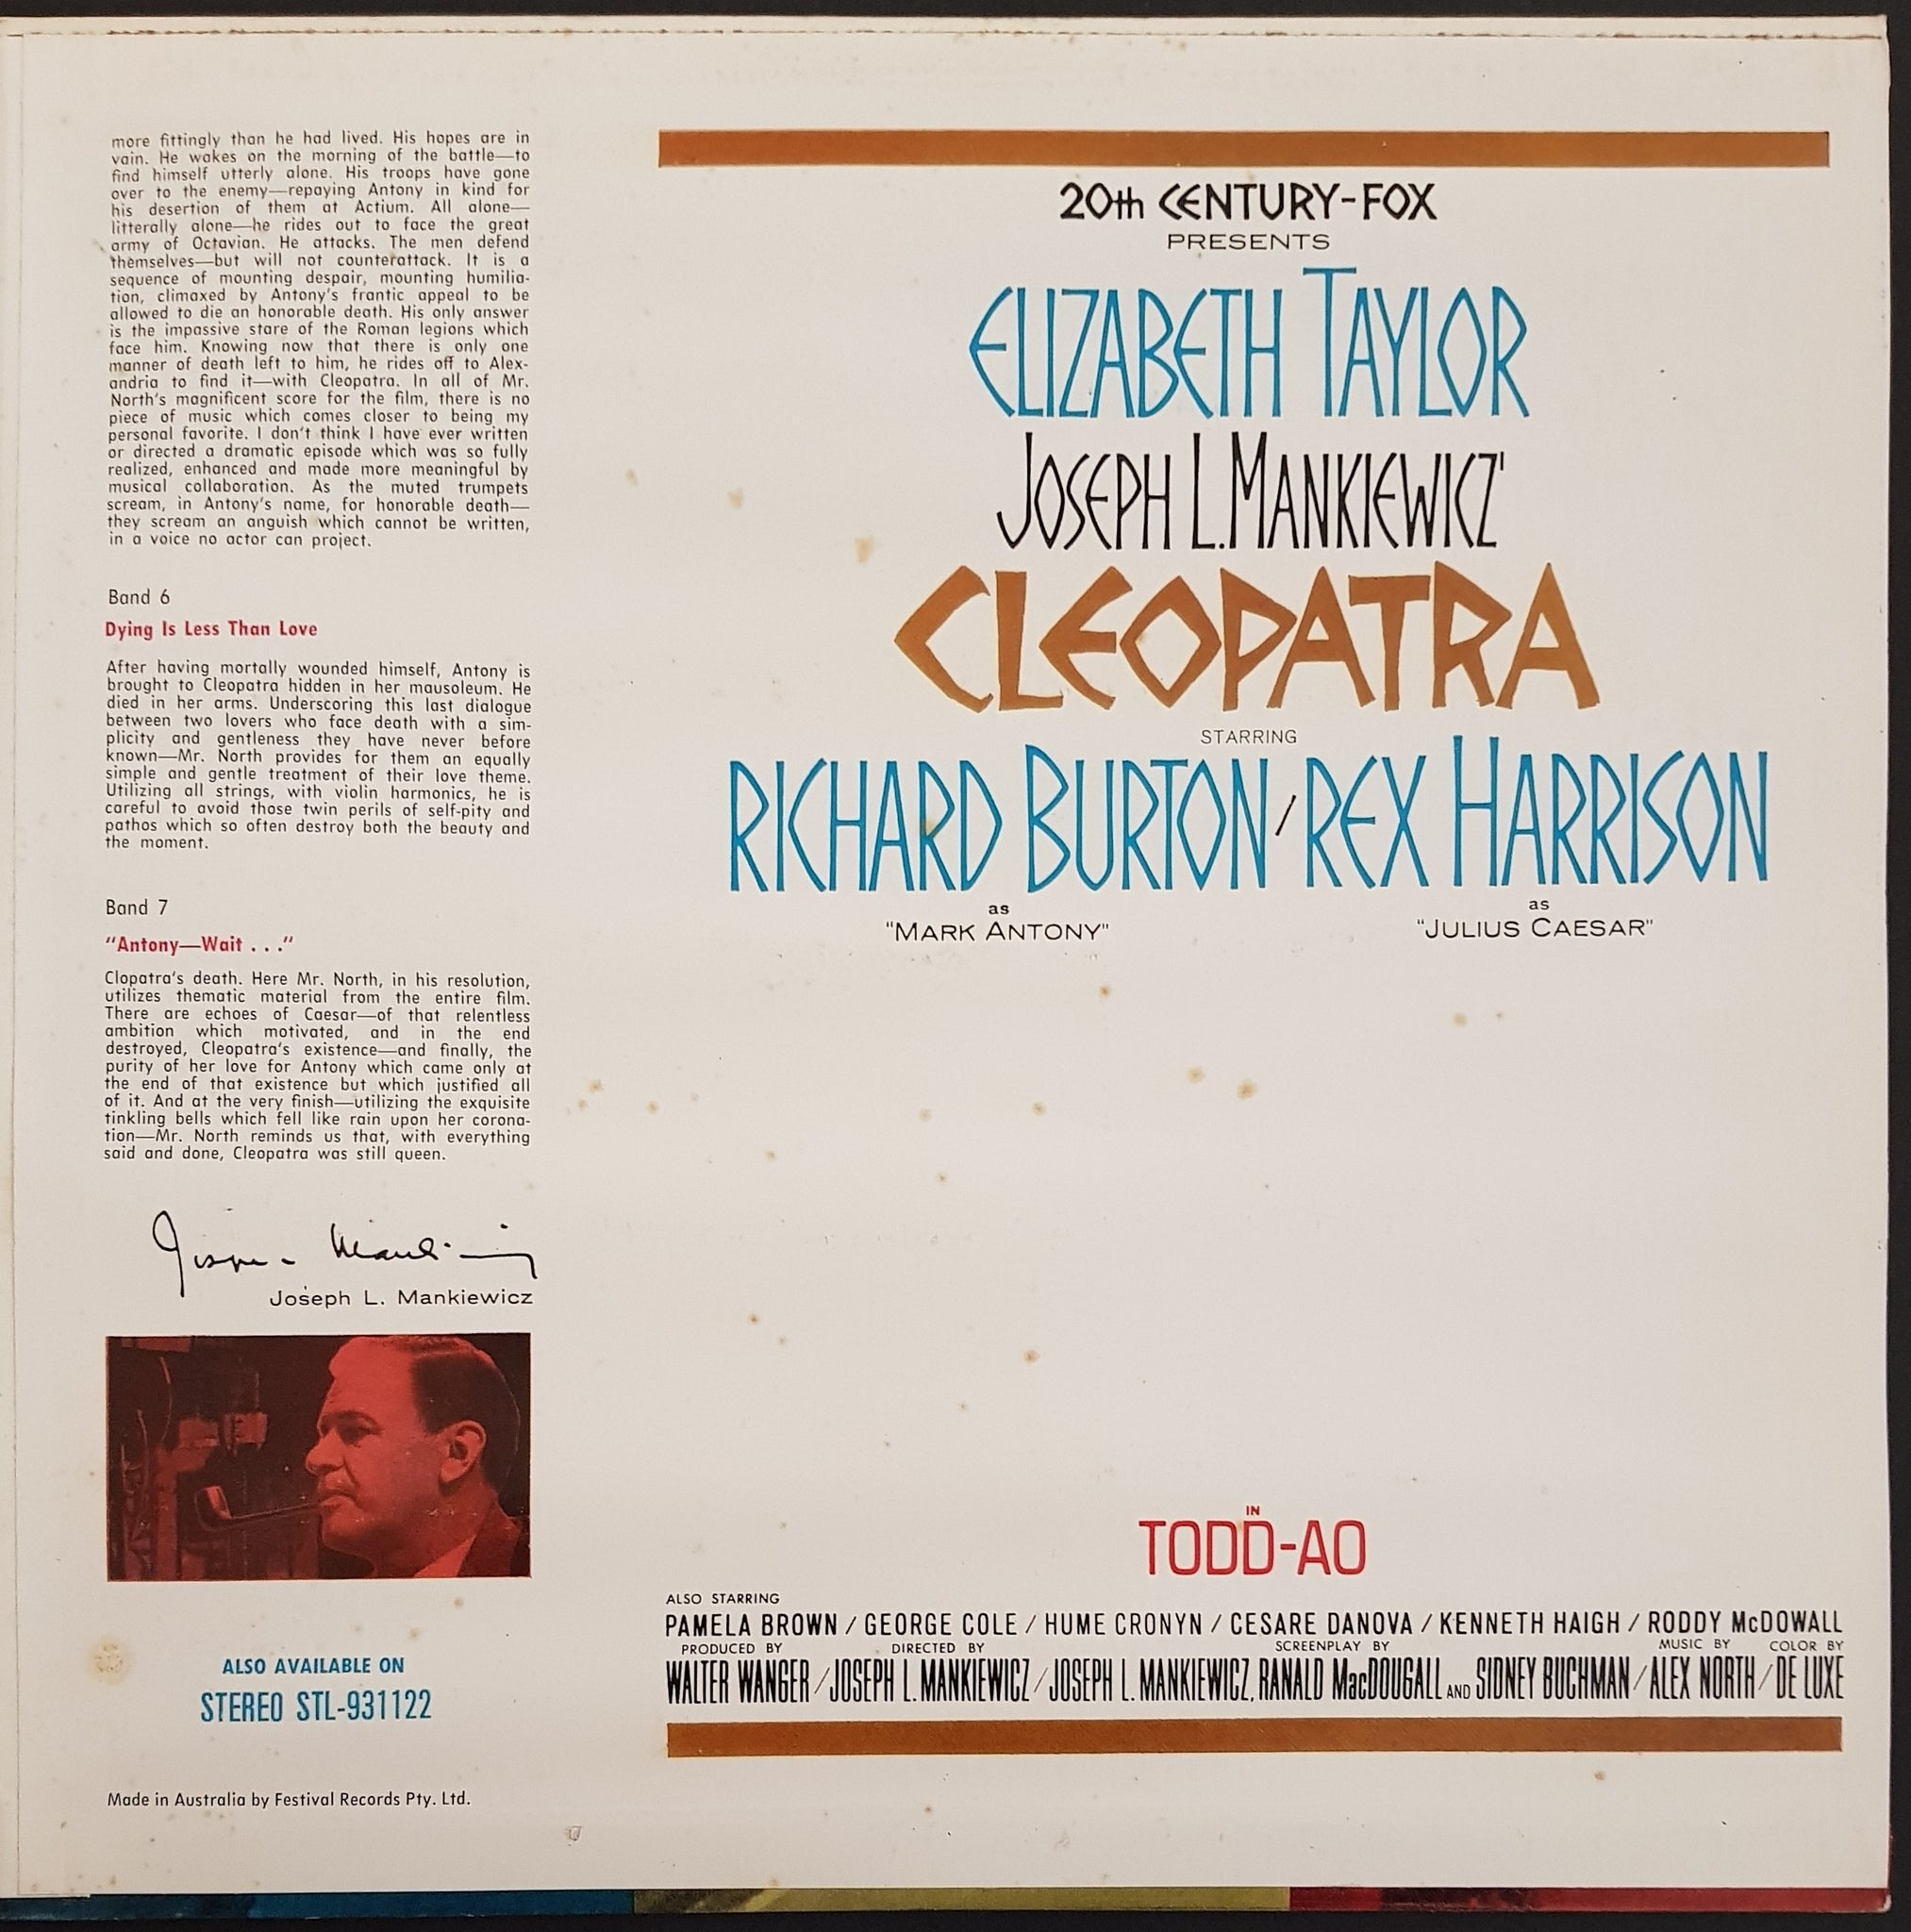 more fittingly than he had lived. His hopes are in
vain. He wakes on the morning of the battle—to
find himself utterly alone. His troops have gone
over to the enemy—repaying Antony in kind for
his desertion of them at Actium. All alone—
litterally alone—he rides out to face the great
army of Octavian. He attacks. The men defend
themselves—but will not counterattack. It is a
sequence of mounting despair, mounting humilia-
tion, climaxed by Antony's frantic appeal to be
allowed to die an honorable death. His only answer
is the impassive stare of the Roman legions which
face him. Knowing now that there is only one
manner of death left to him, he rides off to Alex-
andria to find it—with Cleopatra. In all of Mr.
North's magnificent score for the film, there is no
piece of music which comes closer to being my
personal favorite. I don't think I have ever written
or directed a dramatic episode which was so fully
realized, enhanced and made more meaningful by
musical collaboration. As the muted trumpets
scream, in Antony's name, for honorable death—
they scream an anguish which cannot be written,
in a voice no actor can project.
Band 6
Dying Is Less Than Love
After having mortally wounded himself, Antony is
brought to Cleopatra hidden in her mausoleum. He
died in her arms. Underscoring this last dialogue
between two lovers who face death with a sim-
plicity and gentleness they have never before
known—Mr. North provides for them an equally
simple and gentle treatment of their love theme.
Utilizing all strings, with violin harmonics, he is
careful to avoid those twin perils of self-pity and
pathos which so often destroy both the beauty and
the moment.
Band 7
"Antony—Wait . . ."
Clopatra's death. Here Mr. North, in his resolution,
utilizes thematic material from the entire film.
There are echoes of Caesar—of that relentless
ambition which motivated, and in the end
destroyed, Cleopatra's existence—and finally, the
purity of her love for Antony which came only at
the end of that existence but which justified all
of it. And at the very finish—utilizing the exquisite
tinkling bells which fell like rain upon her corona-
tion—Mr. North reminds us that, with everything
said and done, Cleopatra was still queen.
Joseph L. Mankiewicz
ALSO AVAILABLE ON
STEREO STL-931122
Made in Australia by Festival Records Pty. Ltd.
20th CENTURY-FOX
PRESENTS
ELIZABETH TAYLOR
JOSEPH L. MANKIEWICZ'
CLEOPATRA
STARRING
RICHARD BURTON / REX HARRISON
as as
"MARK ANTONY" "JULIUS CAESAR"
IN
TODD-AO
ALSO STARRING
PAMELA BROWN / GEORGE COLE / HUME CRONYN / CESARE DANOVA / KENNETH HAIGH / RODDY McDOWALL
PRODUCED BY DIRECTED BY SCREENPLAY BY MUSIC BY COLOR BY
WALTER WANGER / JOSEPH L. MANKIEWICZ / JOSEPH L. MANKIEWICZ, RANALD MacDOUGALL AND SIDNEY BUCHMAN / ALEX NORTH / DE LUXE